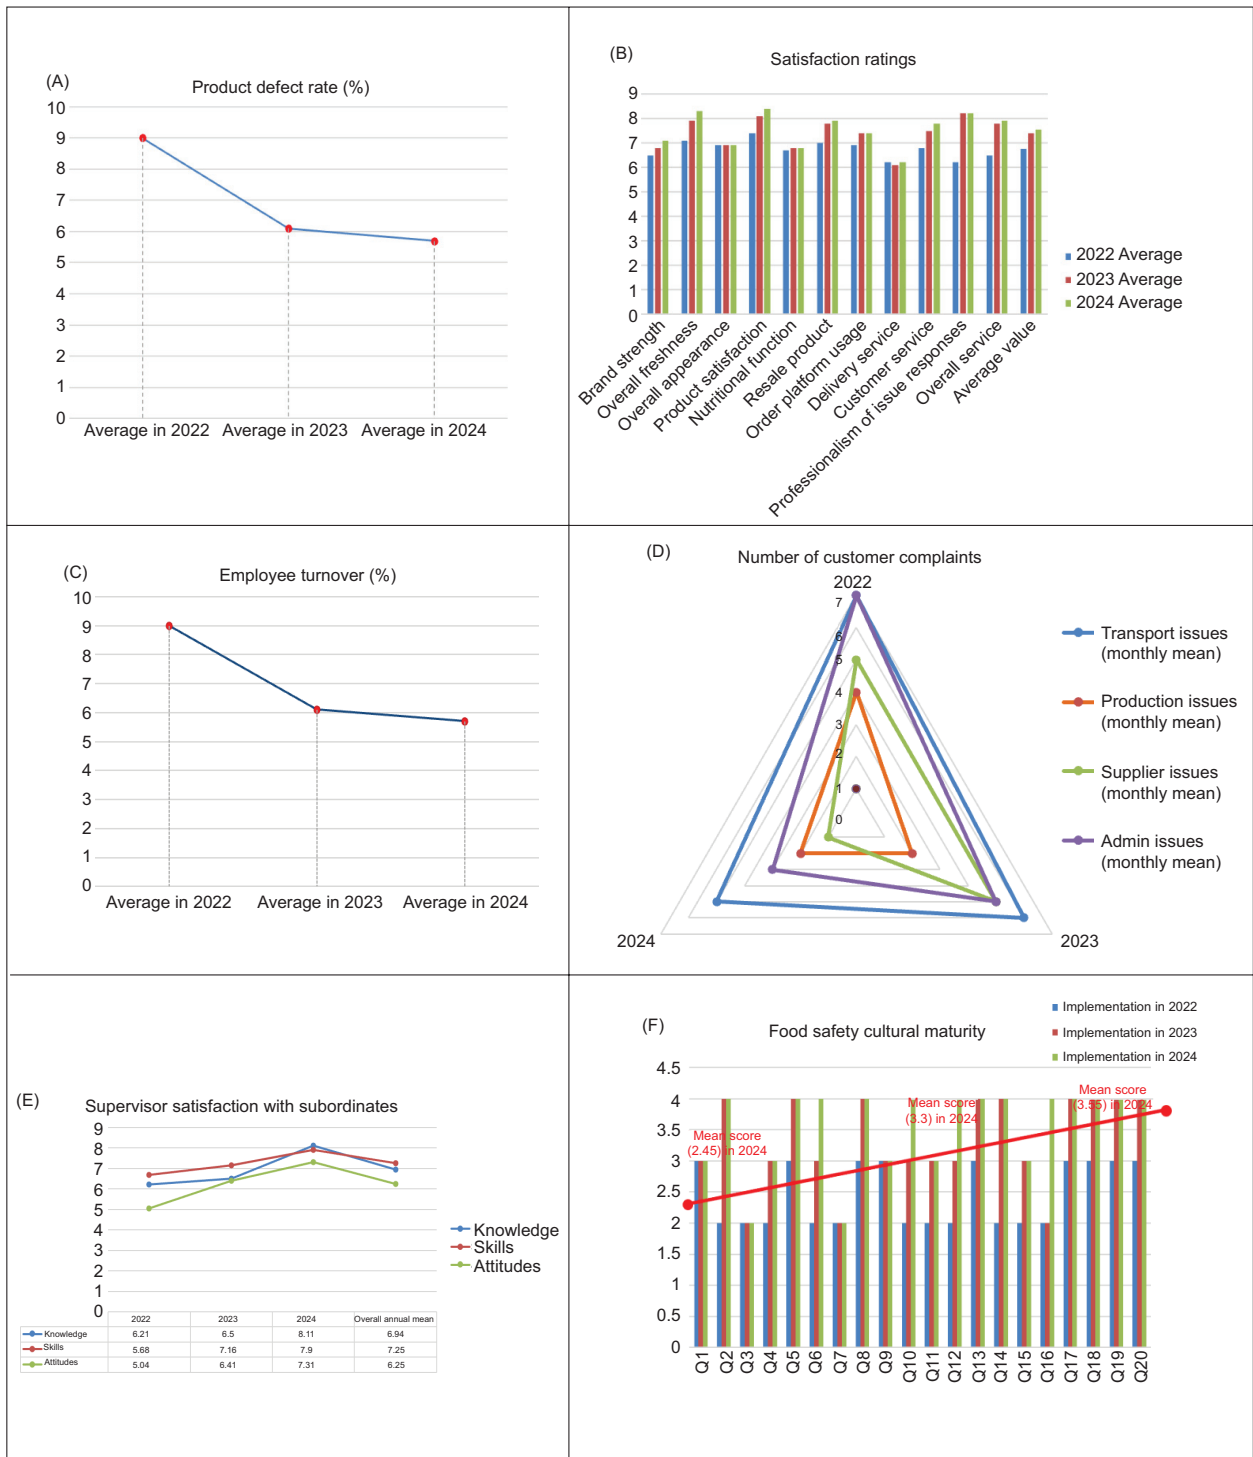 (A)
Product defect rate (%)
10
9
8
7
6
5
4
3
2
1
0
Average in 2022
Average in 2023
Average in 2024
(B)
Satisfaction ratings
9
8
7
6
5
4
3
2
1
0
Brand strength
Overall freshness
Overall appearance
Product satisfaction
Nutritional function
Resale product
Order platform usage
Delivery service
Customer service
Professionalism of issue responses
Overall service
Average value
2022 Average
2023 Average
2024 Average
(C)
Employee turnover (%)
10
9
8
7
6
5
4
3
2
1
0
Average in 2022
Average in 2023
Average in 2024
(D)
Number of customer complaints
2022
7
6
5
4
3
2
1
0
2024
2023
Transport issues
(monthly mean)
Production issues
(monthly mean)
Supplier issues
(monthly mean)
Admin issues
(monthly mean)
(E)
Supervisor satisfaction with subordinates
9
8
7
6
5
4
3
2
1
0
Knowledge
Skills
Attitudes
2022 2023 2024 Overall annual mean
Knowledge 6.21 6.5 8.11 6.94
Skills 5.68 7.16 7.9 7.25
Attitudes 5.04 6.41 7.31 6.25
(F)
Food safety cultural maturity
Implementation in 2022
Implementation in 2023
Implementation in 2024
4.5
4
3.5
3
2.5
2
1.5
1
0.5
0
Mean score
(2.45) in 2024
Mean score
(3.3) in 2024
Mean score
(3.55) in 2024
Q1
Q2
Q3
Q4
Q5
Q6
Q7
Q8
Q9
Q10
Q11
Q12
Q13
Q14
Q15
Q16
Q17
Q18
Q19
Q20